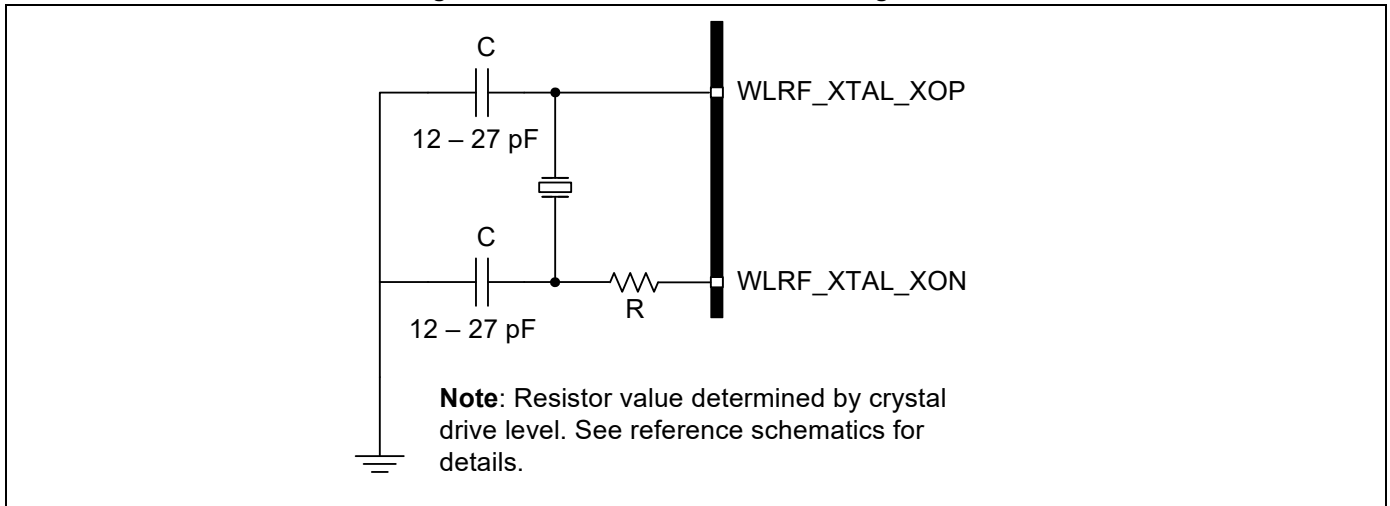 C
WLRF_XTAL_XOP
12 – 27 pF
C
WLRF_XTAL_XON
R
12 – 27 pF
Note: Resistor value determined by crystal
drive level. See reference schematics for
details.